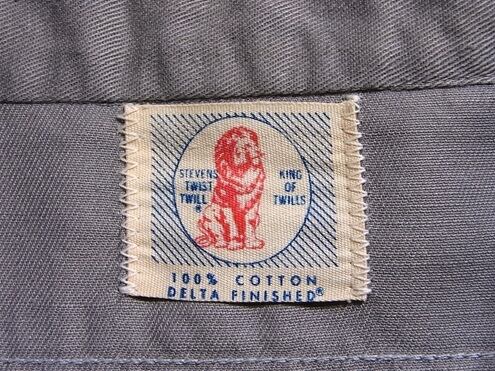 STEVENS
TWIST
TWILL®
KING
OF
TWILLS
100% COTTON
DELTA FINISHED®